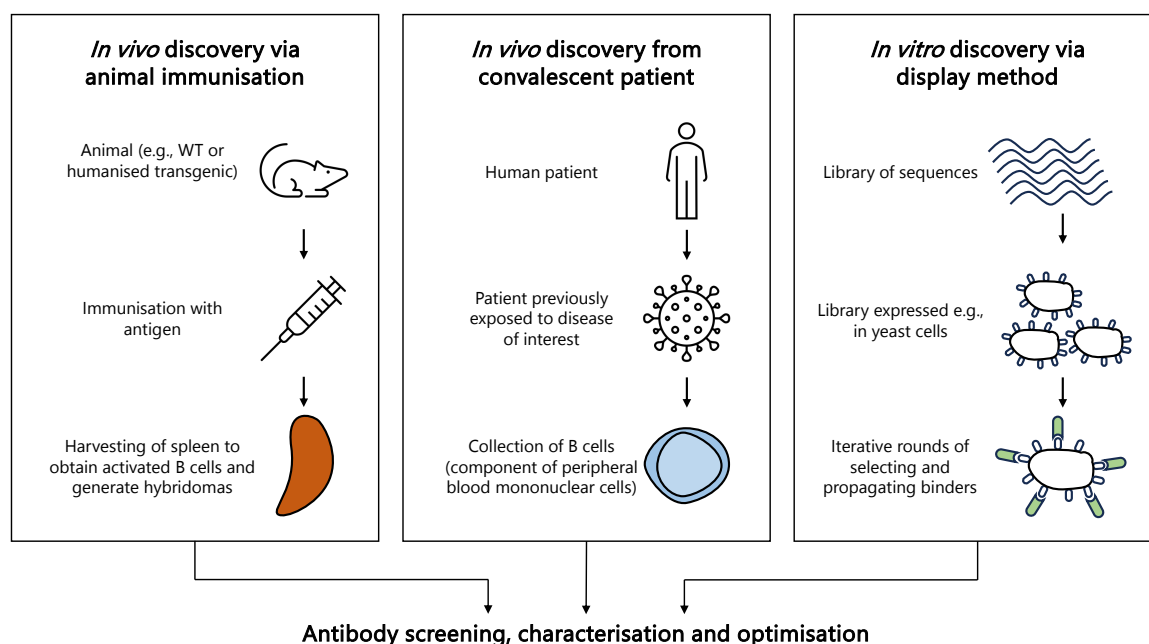 In vivo discovery via
animal immunisation
Animal (e.g., WT or
humanised transgenic)
Immunisation with
antigen
Harvesting of spleen to
obtain activated B cells and
generate hybridomas
In vivo discovery from
convalescent patient
Human patient
Patient previously
exposed to disease
of interest
Collection of B cells
(component of peripheral
blood mononuclear cells)
In vitro discovery via
display method
Library of sequences
Library expressed e.g.,
in yeast cells
Iterative rounds of
selecting and
propagating binders
Antibody screening, characterisation and optimisation